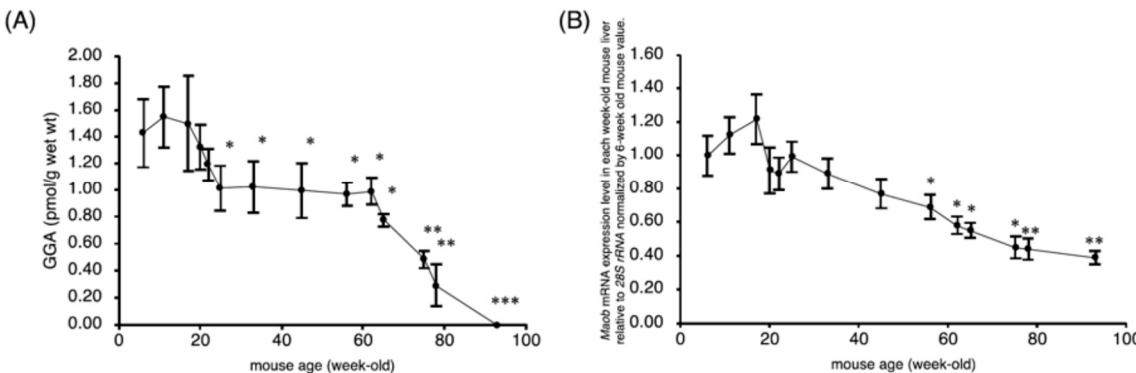 (A)
2.00
1.80
1.60
1.40
1.20
1.00
0.80
0.60
0.40
0.20
0.00
GGA (pmol/g wet wt)
* * * * * * ** ** ***
0 20 40 60 80 100
mouse age (week-old)
(B)
Maob mRNA expression level in each week-old mouse liver
relative to 28S rRNA normalized by 6-week old mouse value.
1.60
1.40
1.20
1.00
0.80
0.60
0.40
0.20
1.00
* * * * ** **
0 20 40 60 80 100
mouse age (week-old)